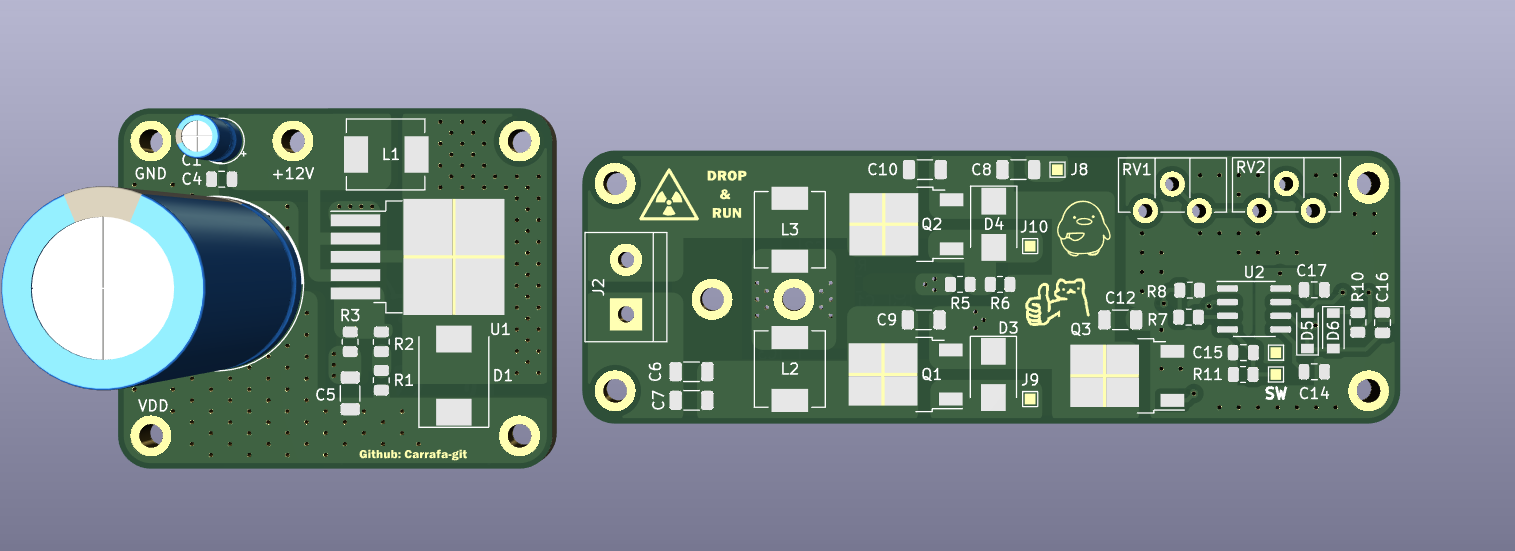 C1
+
GND
C4
+12V
L1
R3
U1
R2
R1
D1
C5
VDD
Github: Carrafa-git
DROP
&
RUN
C10
C8
J8
RV1
RV2
L3
Q2
D4
J10
J2
R5
R6
U2
C17
R10
C16
R8
R7
C12
C9
D3
Q3
D5
D6
L2
C6
C7
Q1
J9
C15
R11
SW
C14